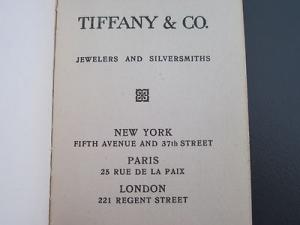 TIFFANY & CO.
JEWELERS AND SILVERSMITHS
NEW YORK
FIFTH AVENUE AND 37TH STREET
PARIS
25 RUE DE LA PAIX
LONDON
221 REGENT STREET